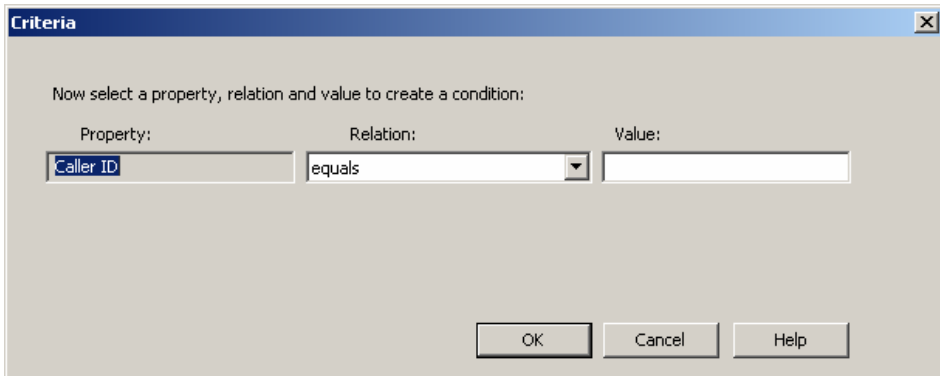 Criteria
Now select a property, relation and value to create a condition:
Property: Relation: Value:
Caller ID equals
OK Cancel Help